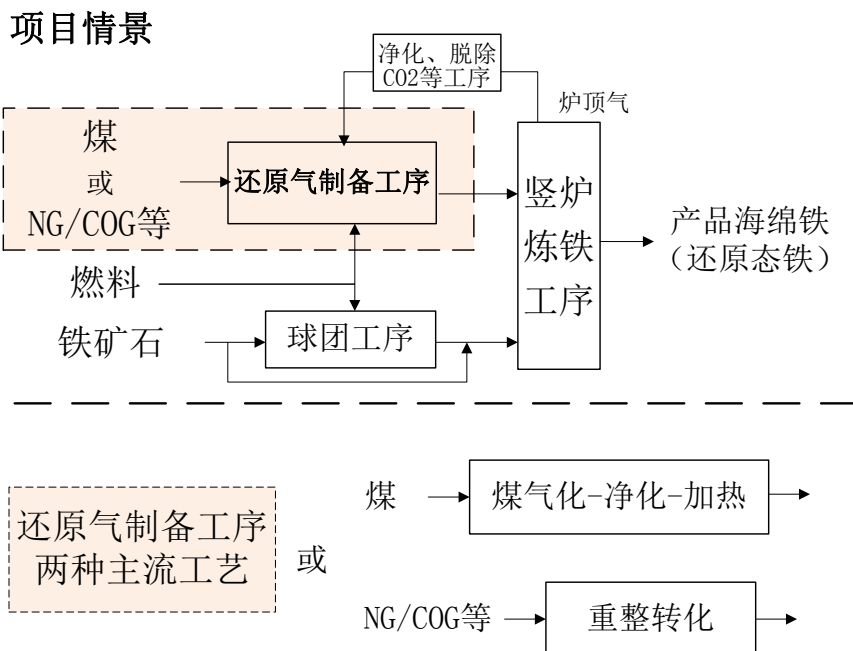 项目情景
净化、脱除
CO2等工序
炉顶气
煤
或
NG/COG等
还原气制备工序
竖炉
炼铁
工序
产品海绵铁
（还原态铁）
燃料
铁矿石
球团工序
还原气制备工序
两种主流工艺
或
煤
煤气化-净化-加热
NG/COG等
重整转化